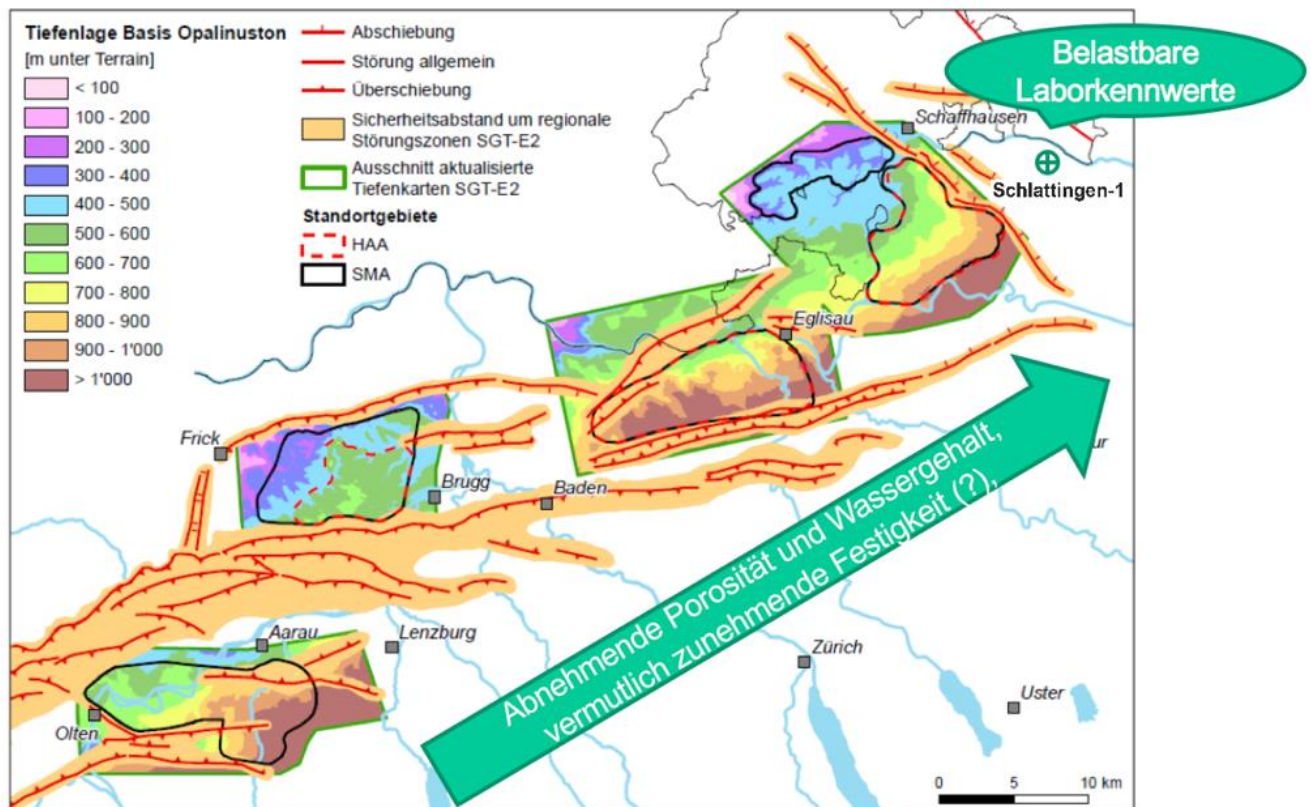 Tiefenlage Basis Opalinuston
[m unter Terrain]
< 100
100 - 200
200 - 300
300 - 400
400 - 500
500 - 600
600 - 700
700 - 800
800 - 900
900 - 1'000
> 1'000
Abschiebung
Störung allgemein
Überschiebung
Sicherheitsabstand um regionale
Störungszonen SGT-E2
Ausschnitt aktualisierte
Tiefenkarten SGT-E2
Standortgebiete
HAA
SMA
Belastbare
Laborkennwerte
Schaffhausen
Schlattingen-1
Eglisau
Frick
Brugg
Baden
Abnehmende Porosität und Wassergehalt,
vermutlich zunehmende Festigkeit (?),
Aarau
Lenzburg
Zürich
Uster
Olten
0 5 10 km